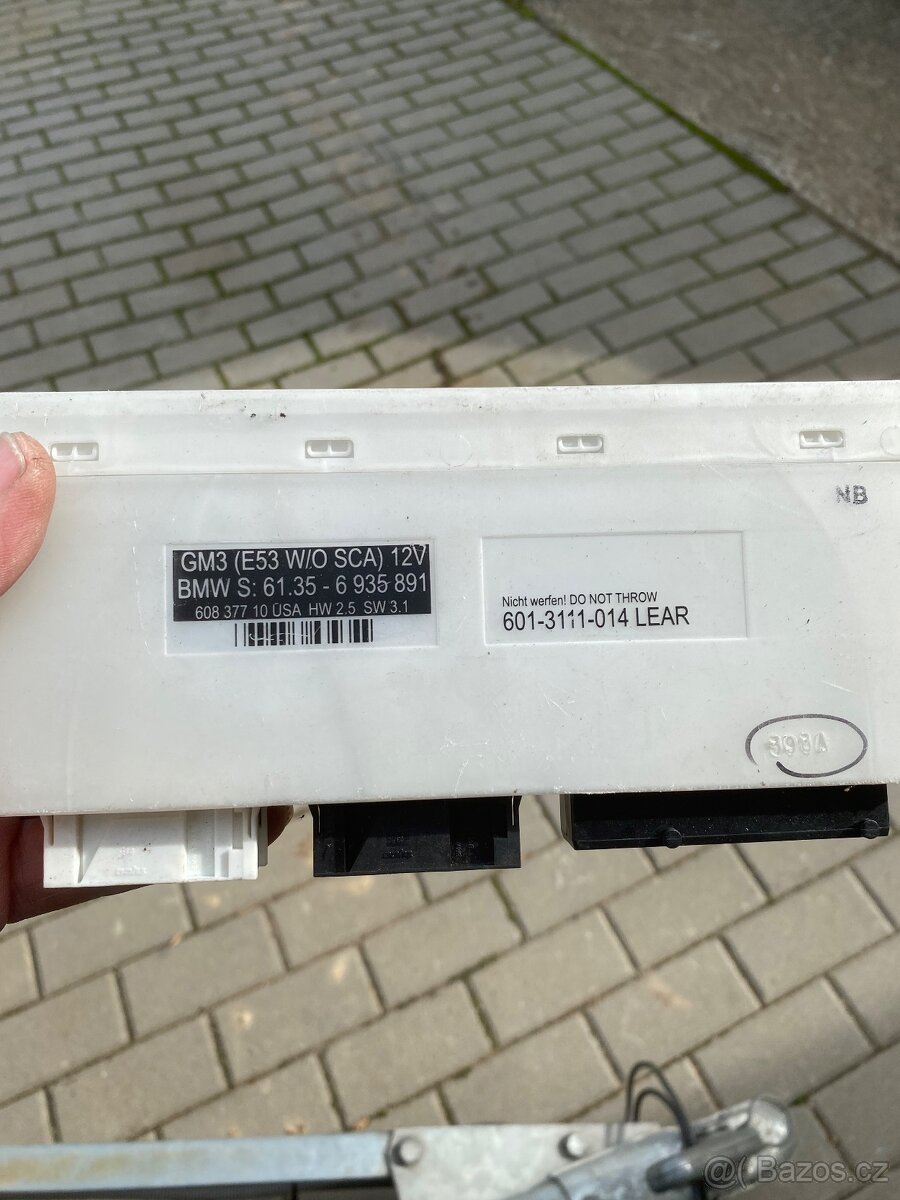 NB
GM3 (E53 W/O SCA) 12V
BMW S: 61.35 - 6 935 891
608 377 10 USA HW 2.5 SW 3.1
Nicht werfen! DO NOT THROW
601-3111-014 LEAR
398A
@( Bazos.cz